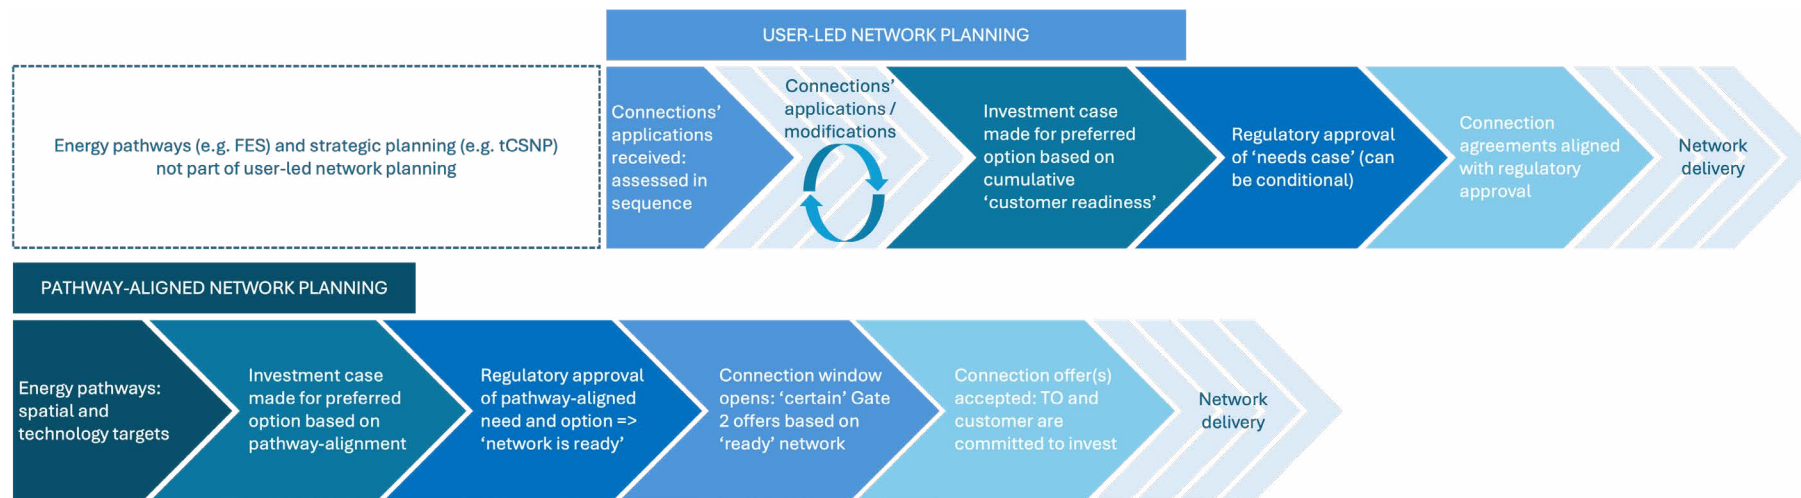 USER-LED NETWORK PLANNING
Energy pathways (e.g. FES) and strategic planning (e.g. tCSNP)
not part of user-led network planning
Connections’
applications
received:
assessed in
sequence
Connections’
applications /
modifications
Investment case
made for preferred
option based on
cumulative
‘customer readiness’
Regulatory approval
of ‘needs case’ (can
be conditional)
Connection
agreements aligned
with regulatory
approval
Network
delivery
PATHWAY-ALIGNED NETWORK PLANNING
Energy pathways:
spatial and
technology targets
Investment case
made for preferred
option based on
pathway-alignment
Regulatory approval
of pathway-aligned
need and option =>
‘network is ready’
Connection window
opens: ‘certain’ Gate
2 offers based on
‘ready’ network
Connection offer(s)
accepted: TO and
customer are
committed to invest
Network
delivery